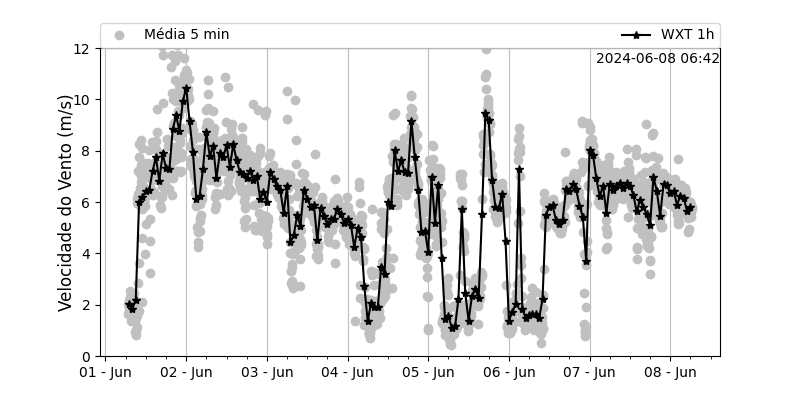 Média 5 min
WXT 1h
2024-06-08 06:42
Velocidade do Vento (m/s)
12
10
8
6
4
2
0
01 - Jun 02 - Jun 03 - Jun 04 - Jun 05 - Jun 06 - Jun 07 - Jun 08 - Jun